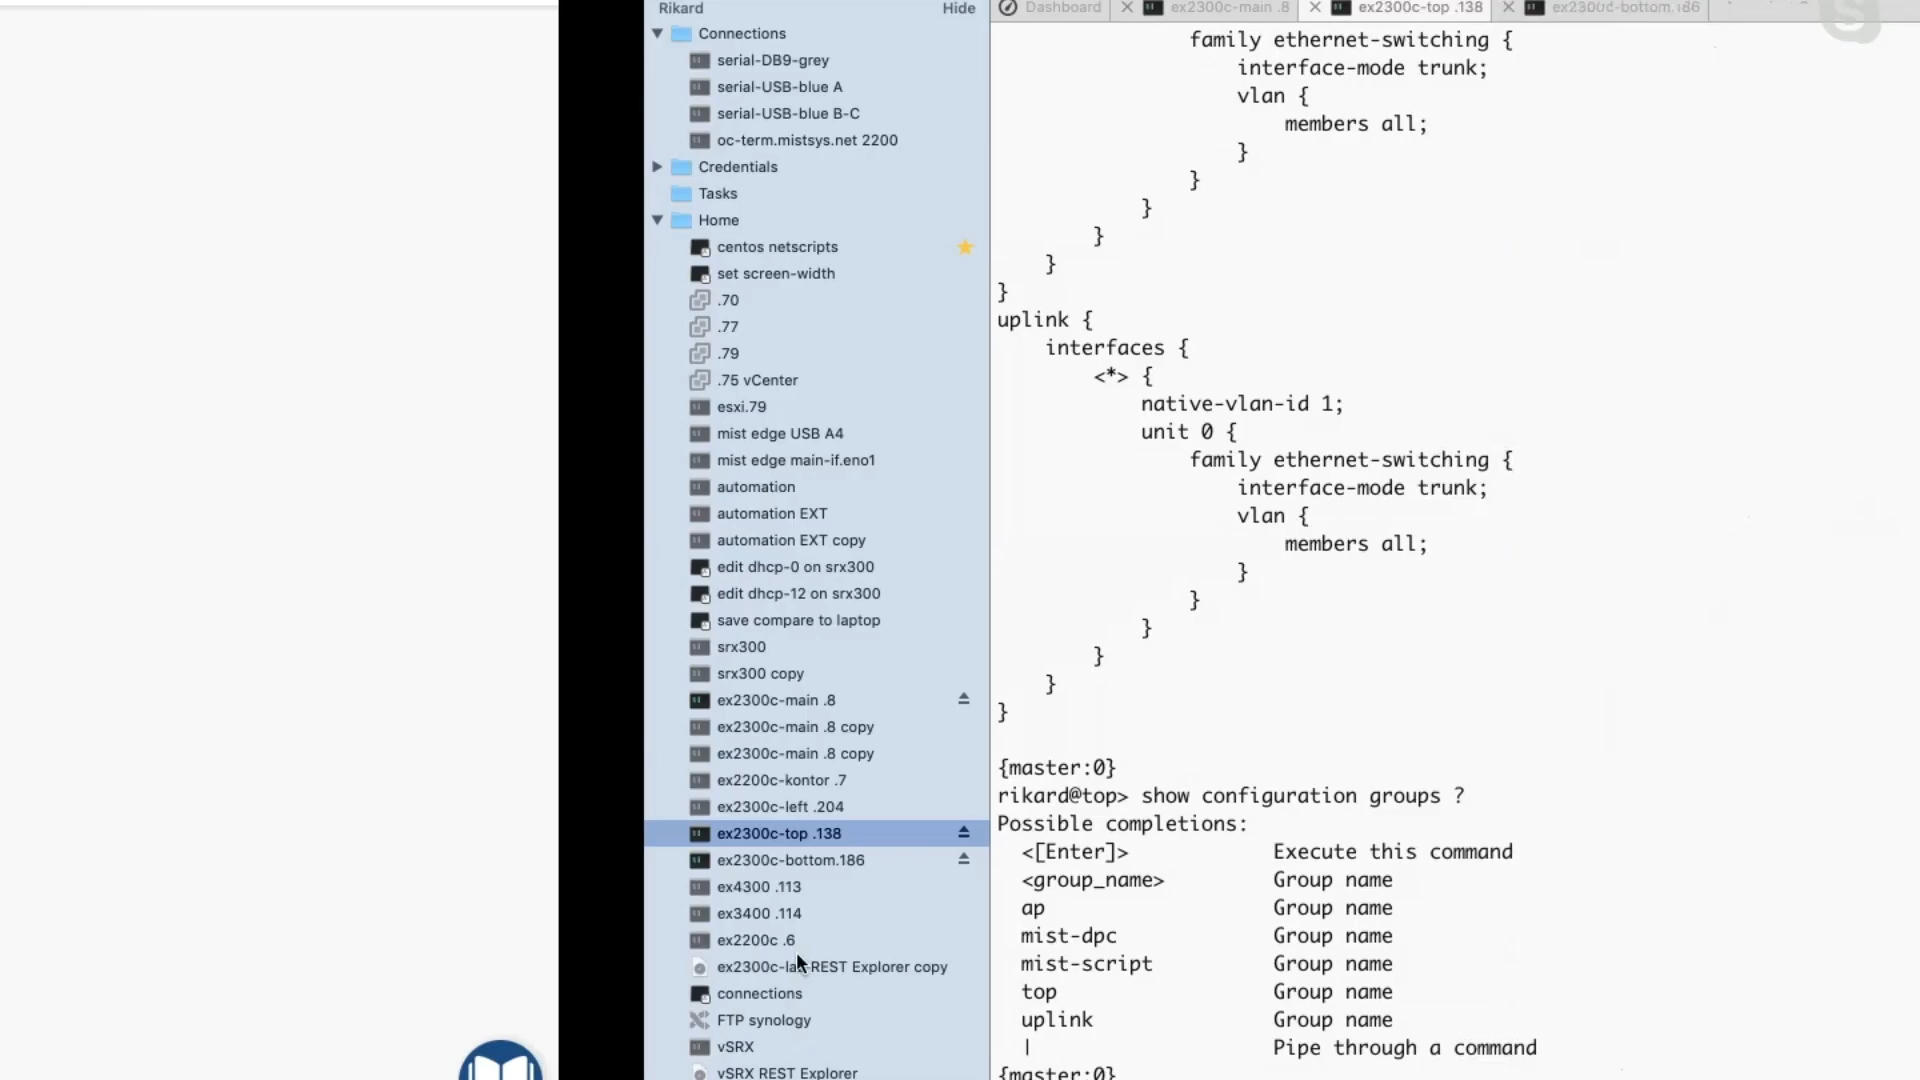 Rikard
Hide
Connections
serial-DB9-grey
serial-USB-blue A
serial-USB-blue B-C
oc-term.mistsys.net 2200
Credentials
Tasks
Home
centos netscripts
set screen-width
.70
.77
.79
.75 vCenter
esxi.79
mist edge USB A4
mist edge main-if.eno1
automation
automation EXT
automation EXT copy
edit dhcp-0 on srx300
edit dhcp-12 on srx300
save compare to laptop
srx300
srx300 copy
ex2300c-main .8
ex2300c-main .8 copy
ex2300c-main .8 copy
ex2200c-kontor .7
ex2300c-left .204
ex2300c-top .138
ex2300c-bottom.186
ex4300 .113
ex3400 .114
ex2200c .6
REST Explorer copy
connections
FTP synology
vSRX
vSRX REST Explorer
Dashboard
ex2300c-main .8
ex2300c-top .138
ex2300c-bottom.186
family ethernet-switching {
interface-mode trunk;
vlan {
members all;
}
}
}
}
}
}
uplink {
interfaces {
<*> {
native-vlan-id 1;
unit 0 {
family ethernet-switching {
interface-mode trunk;
vlan {
members all;
}
}
}
}
}
}
{master:0}
rikard@top> show configuration groups ?
Possible completions:
<[Enter]> Execute this command
<group_name> Group name
ap Group name
mist-dpc Group name
mist-script Group name
top Group name
uplink Group name
| Pipe through a command
{master:0}